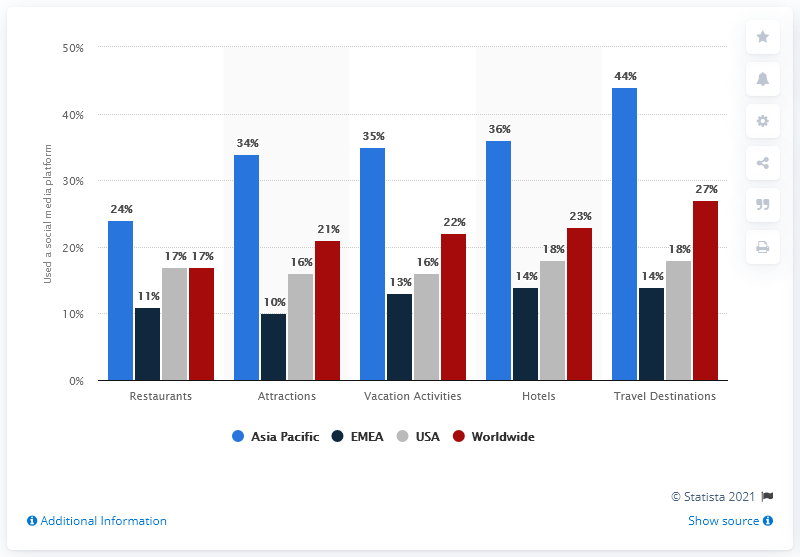 50%
40%
30%
20%
10%
0%
Used a social media platform
24%
11%
17%
17%
34%
10%
16%
21%
35%
13%
16%
22%
36%
14%
18%
23%
44%
14%
18%
27%
Restaurants
Attractions
Vacation Activities
Hotels
Travel Destinations
Asia Pacific
EMEA
USA
Worldwide
© Statista 2021
Additional Information
Show source